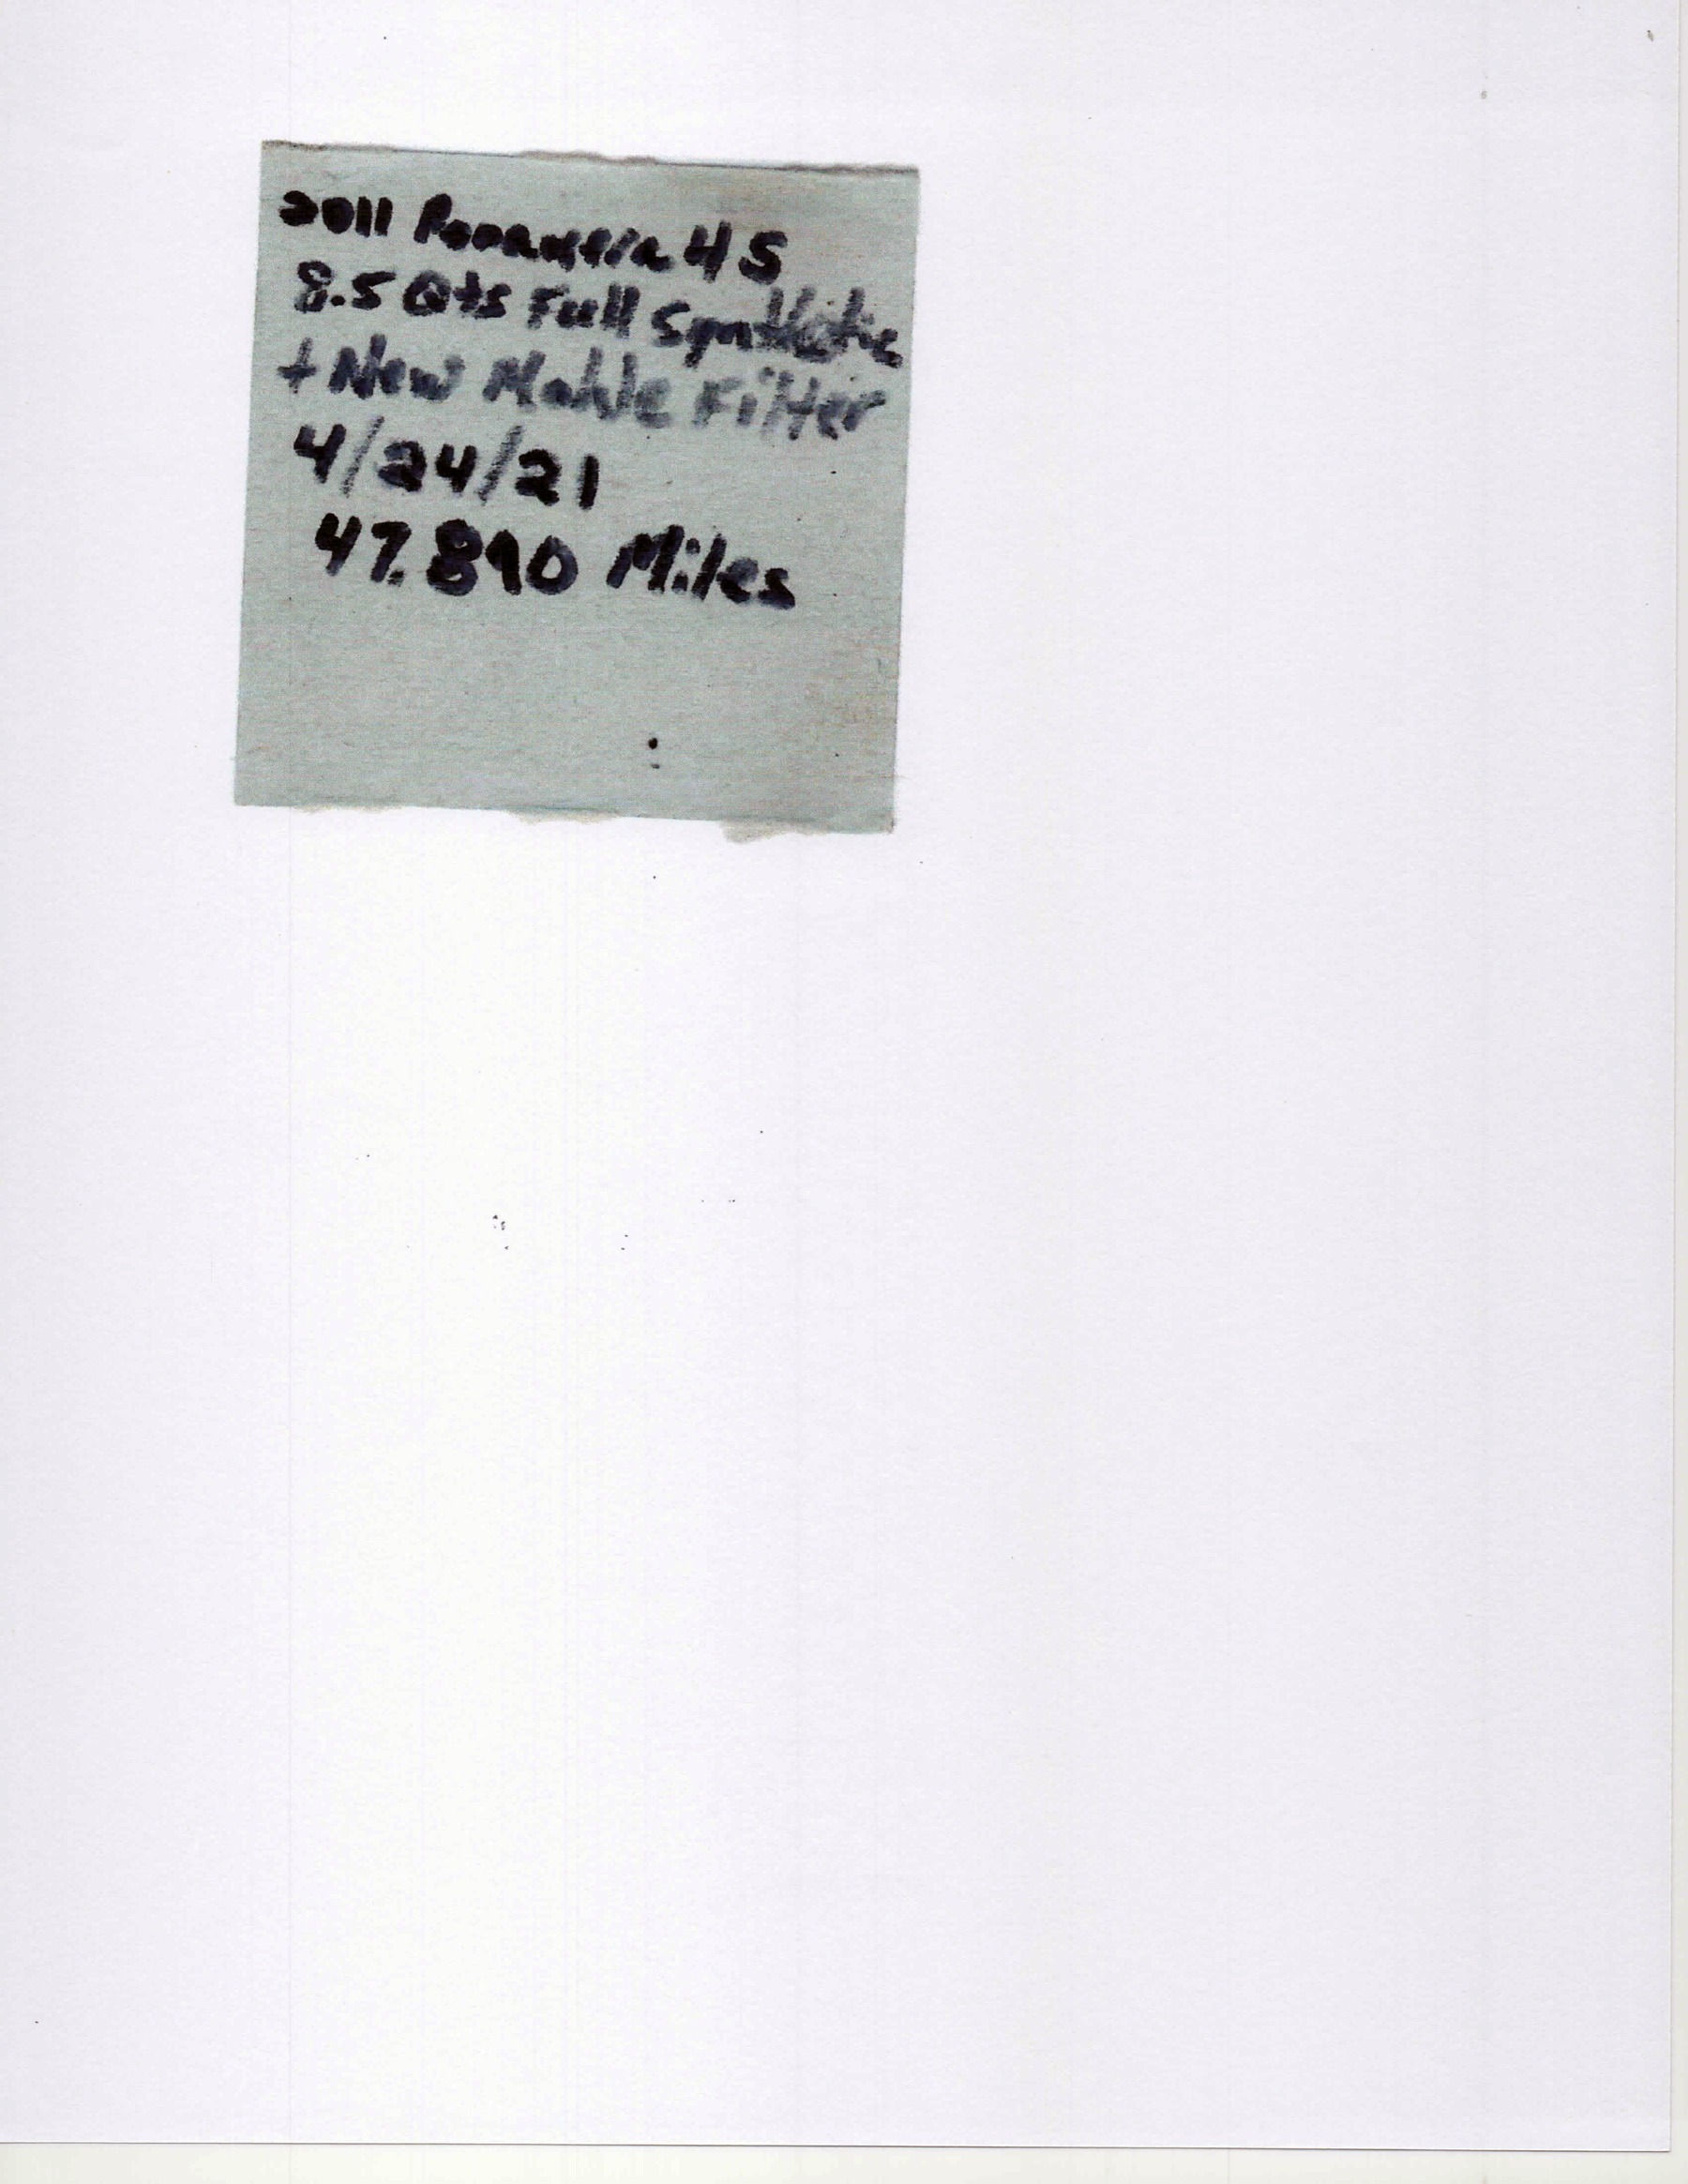 2011 Panamera 4S
8.5 Qts Full Synthetic
+ New Mahle Filter
4/24/21
47,890 Miles